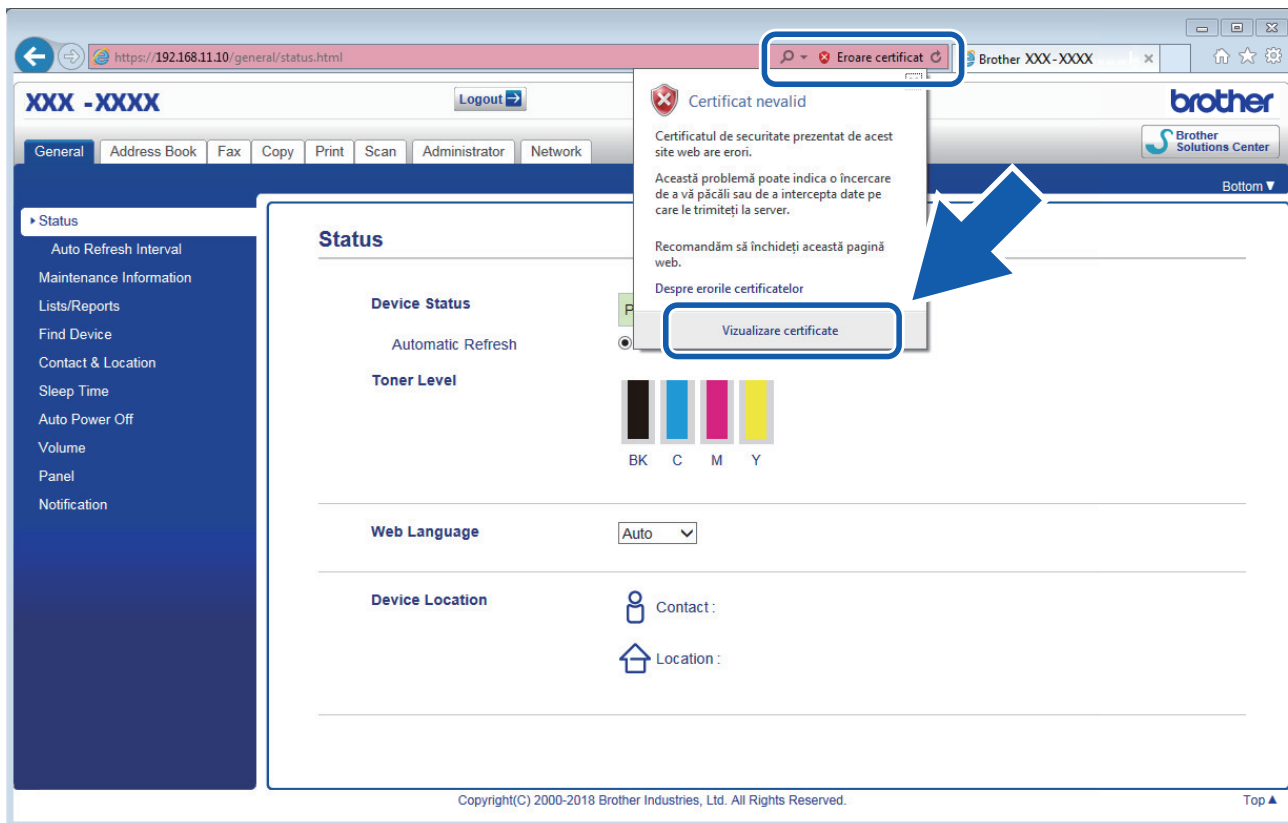 https://192.168.11.10/general/status.html
Eroare certificat
Brother XXX-XXXX
XXX -XXXX
Logout
brother
Brother
Solutions Center
General
Address Book
Fax
Copy
Print
Scan
Administrator
Network
Bottom▼
Certificat nevalid
Certificatul de securitate prezentat de acest
site web are erori.
Această problemă poate indica o încercare
de a vă păcăli sau de a intercepta date pe
care le trimiteți la server.
Recomandăm să închideți această pagină
web.
Despre erorile certificatelor
Vizualizare certificate
Status
Auto Refresh Interval
Maintenance Information
Lists/Reports
Find Device
Contact & Location
Sleep Time
Auto Power Off
Volume
Panel
Notification
Status
Device Status
Automatic Refresh
Toner Level
BK C M Y
Web Language
Auto
Device Location
Contact :
Location :
Copyright(C) 2000-2018 Brother Industries, Ltd. All Rights Reserved.
Top▲